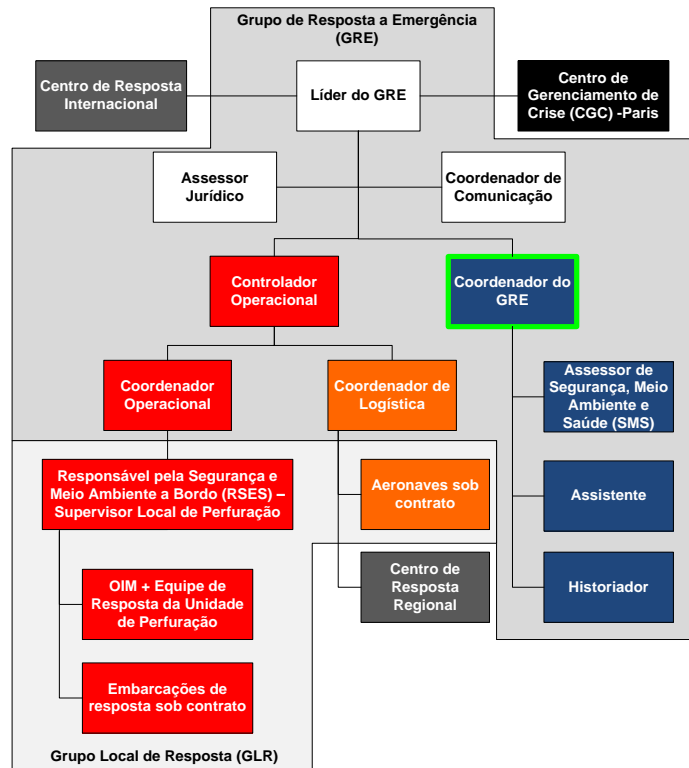 Grupo de Resposta a Emergência
(GRE)
Centro de Resposta
Internacional
Líder do GRE
Centro de
Gerenciamento de
Crise (CGC) -Paris
Assessor
Jurídico
Coordenador de
Comunicação
Controlador
Operacional
Coordenador do
GRE
Coordenador
Operacional
Coordenador de
Logística
Assessor de
Segurança, Meio
Ambiente e
Saúde (SMS)
Responsável pela Segurança e
Meio Ambiente a Bordo (RSES) –
Supervisor Local de Perfuração
Aeronaves sob
contrato
Assistente
OIM + Equipe de
Resposta da Unidade
de Perfuração
Centro de
Resposta
Regional
Historiador
Embarcações de
resposta sob contrato
Grupo Local de Resposta (GLR)